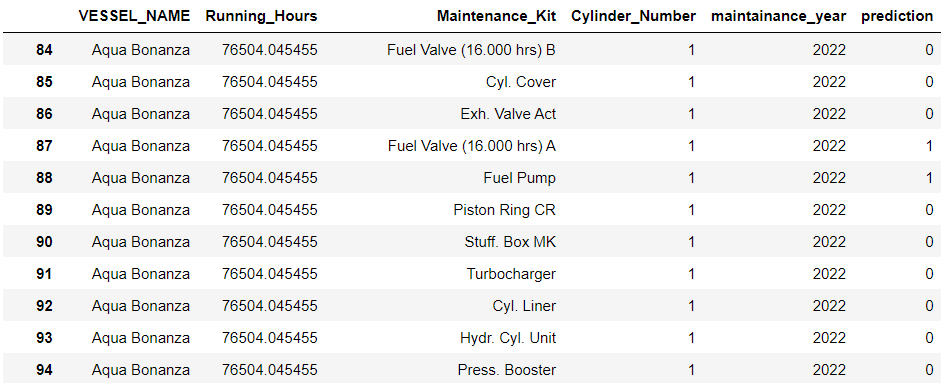 VESSEL_NAME Running_Hours Maintenance_Kit Cylinder_Number maintainance_year prediction
84 Aqua Bonanza 76504.045455 Fuel Valve (16.000 hrs) B 1 2022 0
85 Aqua Bonanza 76504.045455 Cyl. Cover 1 2022 0
86 Aqua Bonanza 76504.045455 Exh. Valve Act 1 2022 0
87 Aqua Bonanza 76504.045455 Fuel Valve (16.000 hrs) A 1 2022 1
88 Aqua Bonanza 76504.045455 Fuel Pump 1 2022 1
89 Aqua Bonanza 76504.045455 Piston Ring CR 1 2022 0
90 Aqua Bonanza 76504.045455 Stuff. Box MK 1 2022 0
91 Aqua Bonanza 76504.045455 Turbocharger 1 2022 0
92 Aqua Bonanza 76504.045455 Cyl. Liner 1 2022 0
93 Aqua Bonanza 76504.045455 Hydr. Cyl. Unit 1 2022 0
94 Aqua Bonanza 76504.045455 Press. Booster 1 2022 0